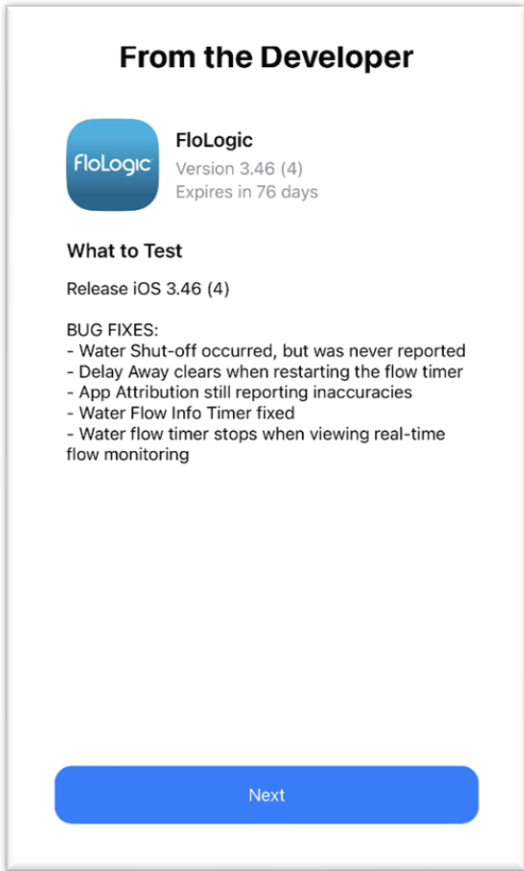 From the Developer
FloLogic
FloLogic
Version 3.46 (4)
Expires in 76 days
What to Test
Release iOS 3.46 (4)
BUG FIXES:
- Water Shut-off occurred, but was never reported
- Delay Away clears when restarting the flow timer
- App Attribution still reporting inaccuracies
- Water Flow Info Timer fixed
- Water flow timer stops when viewing real-time
flow monitoring
Next